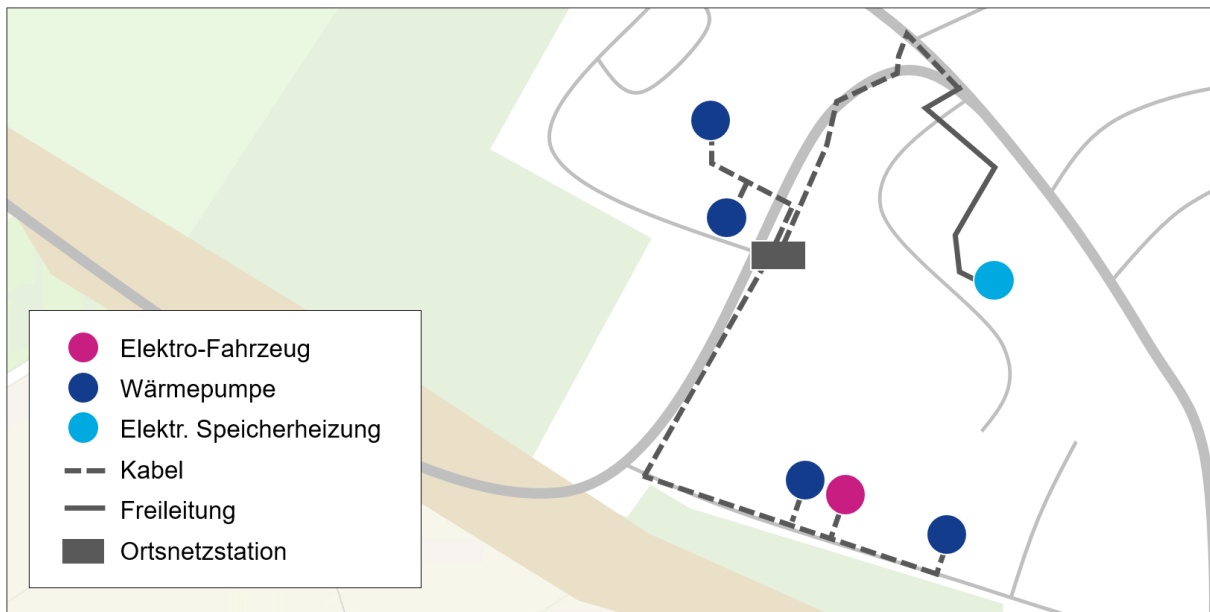 Elektro-Fahrzeug
Wärmepumpe
Elektr. Speicherheizung
Kabel
Freileitung
Ortsnetzstation